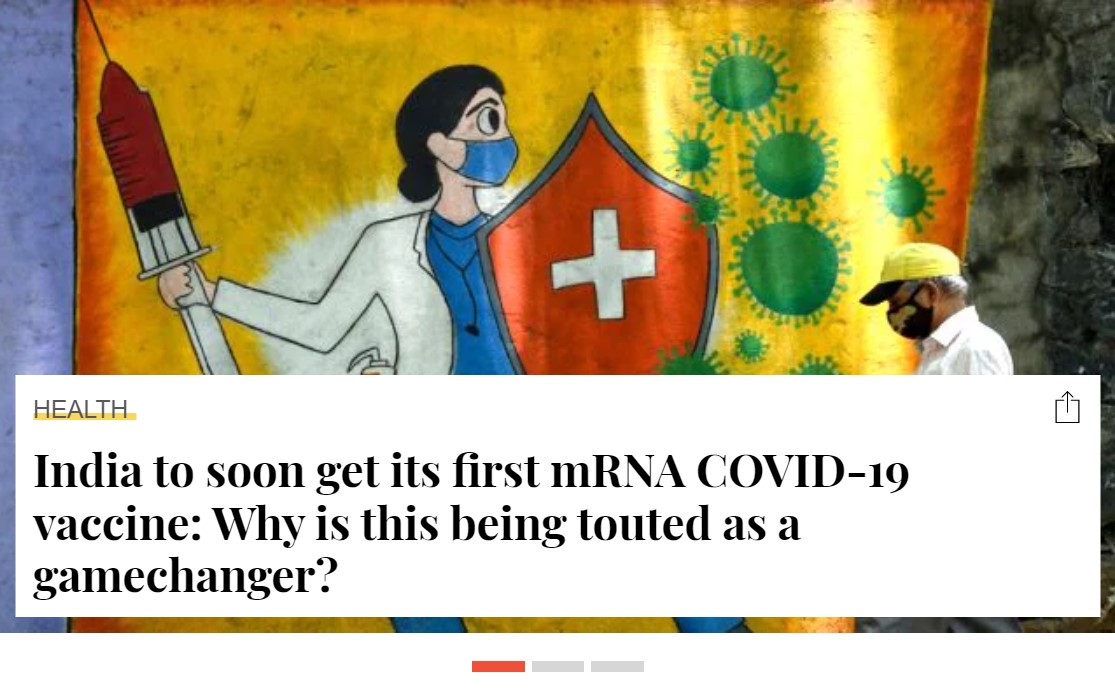 HEALTH
India to soon get its first mRNA COVID-19
vaccine: Why is this being touted as a
gamechanger?